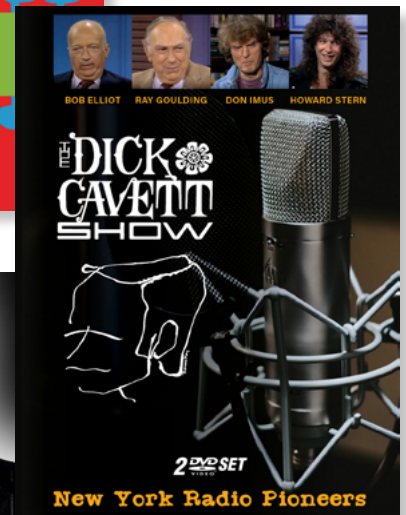 BOB ELLIOT RAY GOULDING DON IMUS HOWARD STERN
THE
DICK
CAVETT
SHOW
2 DVD SET
VIDEO
New York Radio Pioneers